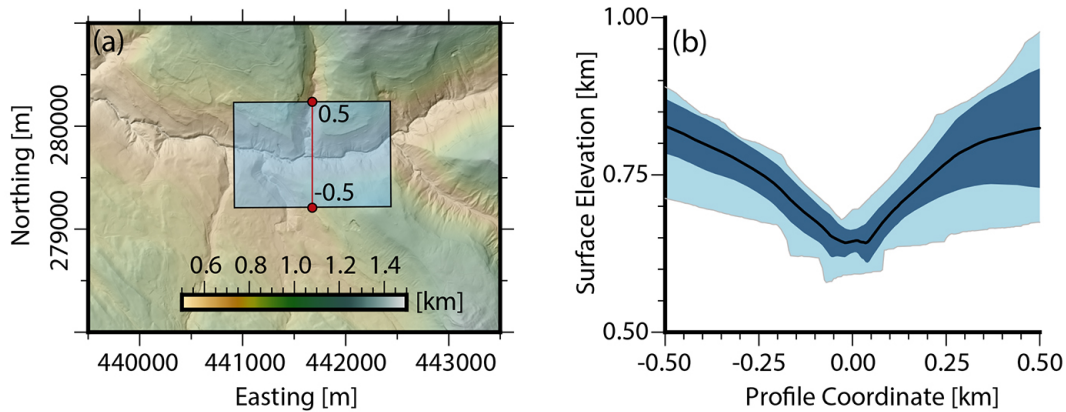 (a)
0.5
-0.5
0.6 0.8 1.0 1.2 1.4
[km]
280000
279000
Northing [m]
440000 441000 442000 443000
Easting [m]
(b)
1.00
0.75
0.50
Surface Elevation [km]
-0.50 -0.25 0.00 0.25 0.50
Profile Coordinate [km]